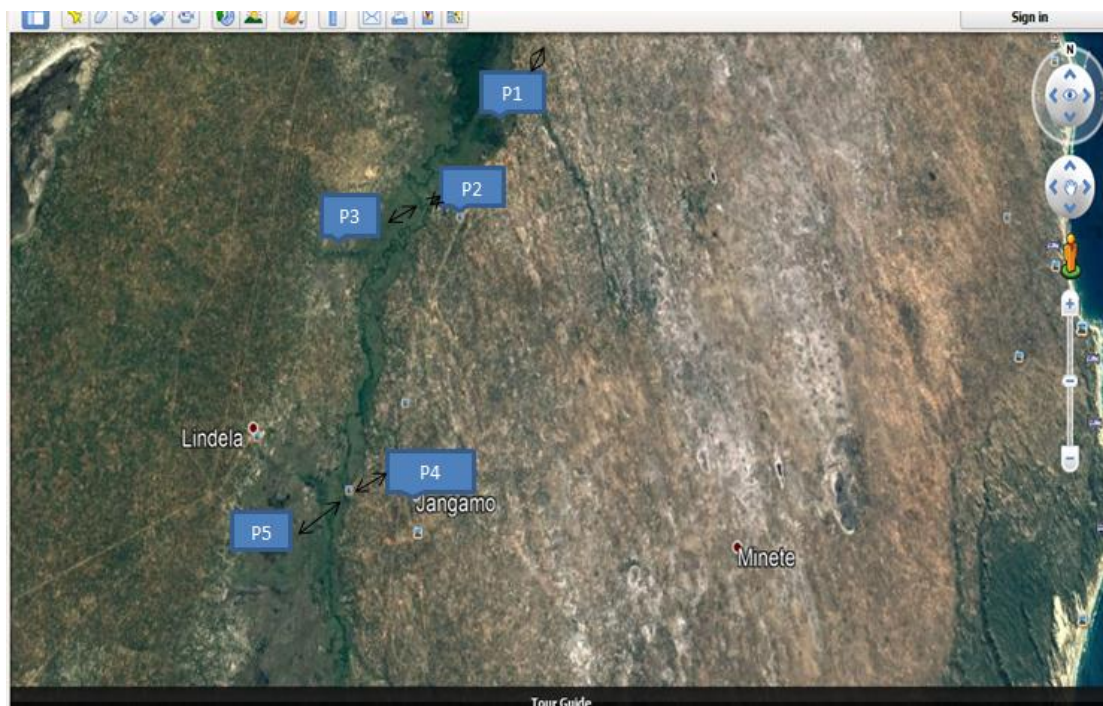 Sign in
N
P1
P2
P3
Lindela
P4
Jangamo
P5
Minete
Tour Guide